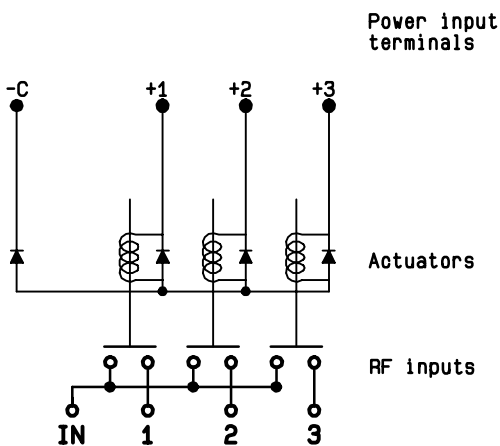 Power input
terminals
-C +1 +2 +3
Actuators
RF inputs
IN 1 2 3